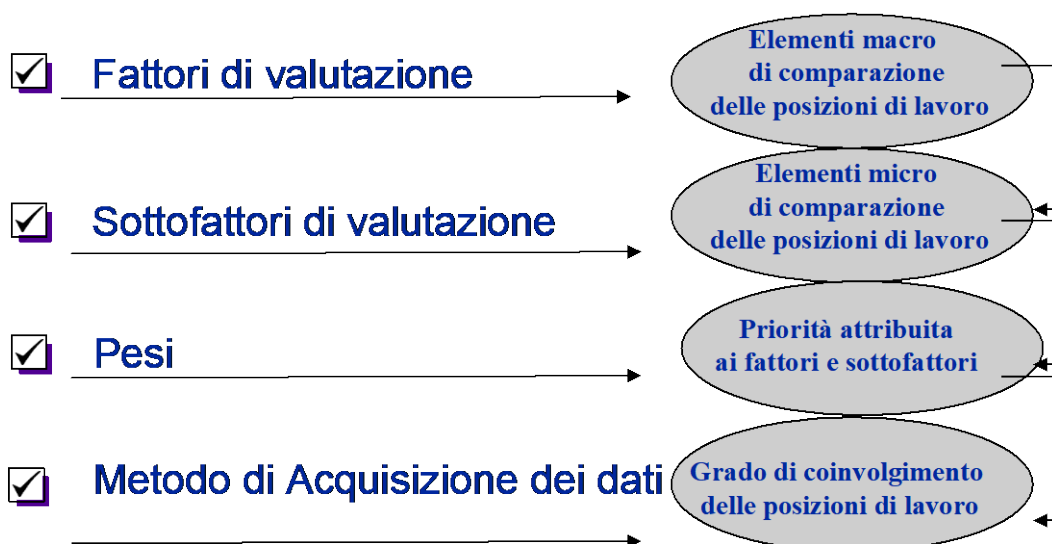 Fattori di valutazione
Elementi macro
di comparazione
delle posizioni di lavoro
Sottofattori di valutazione
Elementi micro
di comparazione
delle posizioni di lavoro
Pesi
Priorità attribuita
ai fattori e sottofattori
Metodo di Acquisizione dei dati
Grado di coinvolgimento
delle posizioni di lavoro